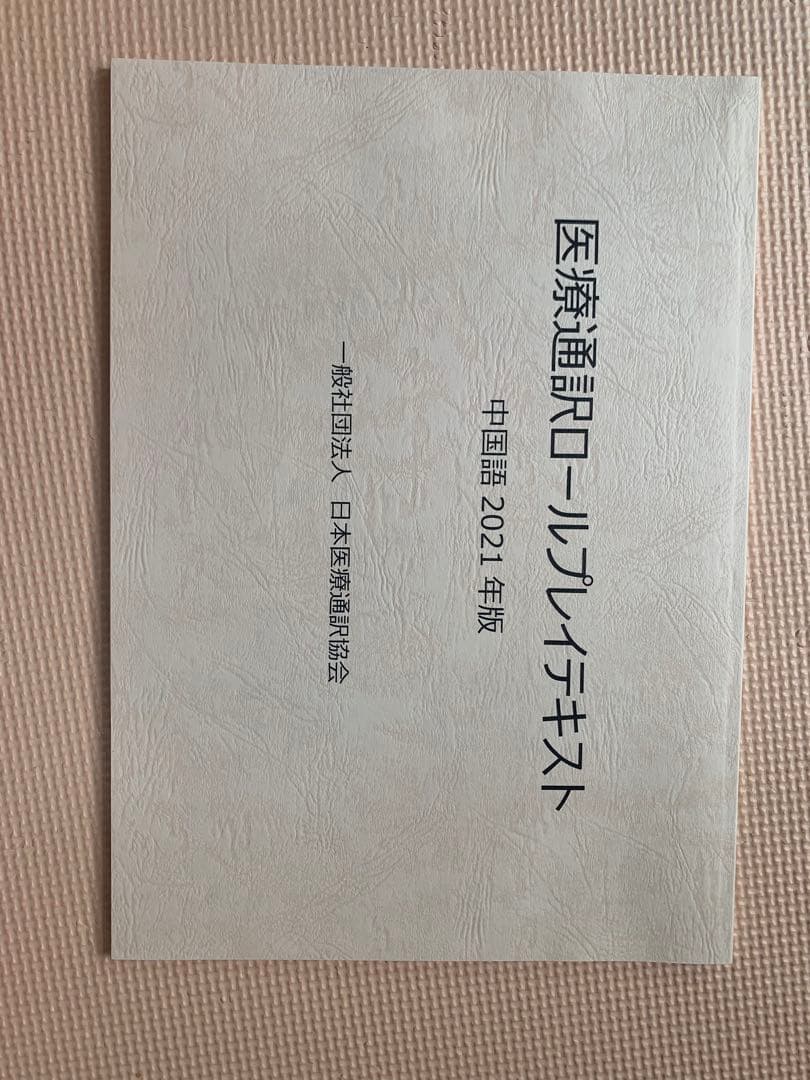 医療通訳ロールプレイテキスト
中国語 2021 年版
一般社団法人 日本医療通訳協会